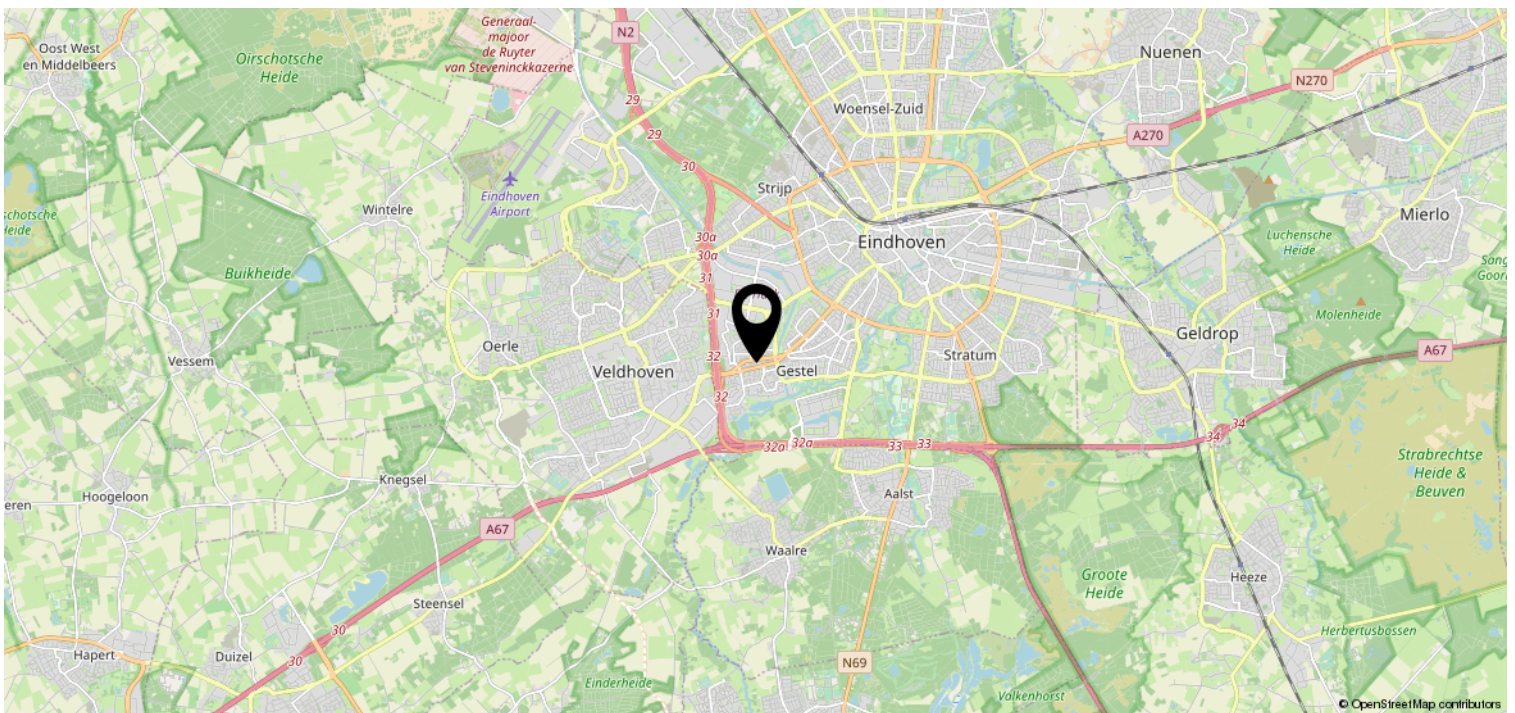 N2
Generaal-
majoor
de Ruyter
van Steveninckkazerne
Oost West
en Middelbeers
Oirschotsche
Heide
Nuenen
N270
29
Woensel-Zuid
29
A270
30
Strijp
Eindhoven
Airport
Wintelre
Mierlo
Heide
30a
Eindhoven
Luchensche
Heide
30a
Buikheide
31
31
Molenheide
Geldrop
Oerle
32
Stratum
A67
Vessem
Veldhoven
Gestel
32
34
34
32a
32a
33
33
Strabrechtse
Heide &
Beuven
Knegsel
Hoogeloon
Aalst
A67
Waalre
Groote
Heide
Heeze
Steensel
30
Herbertusbossen
Hapert
Duizel
30
N69
Einderheide
Valkenhorst
© OpenStreetMap contributors